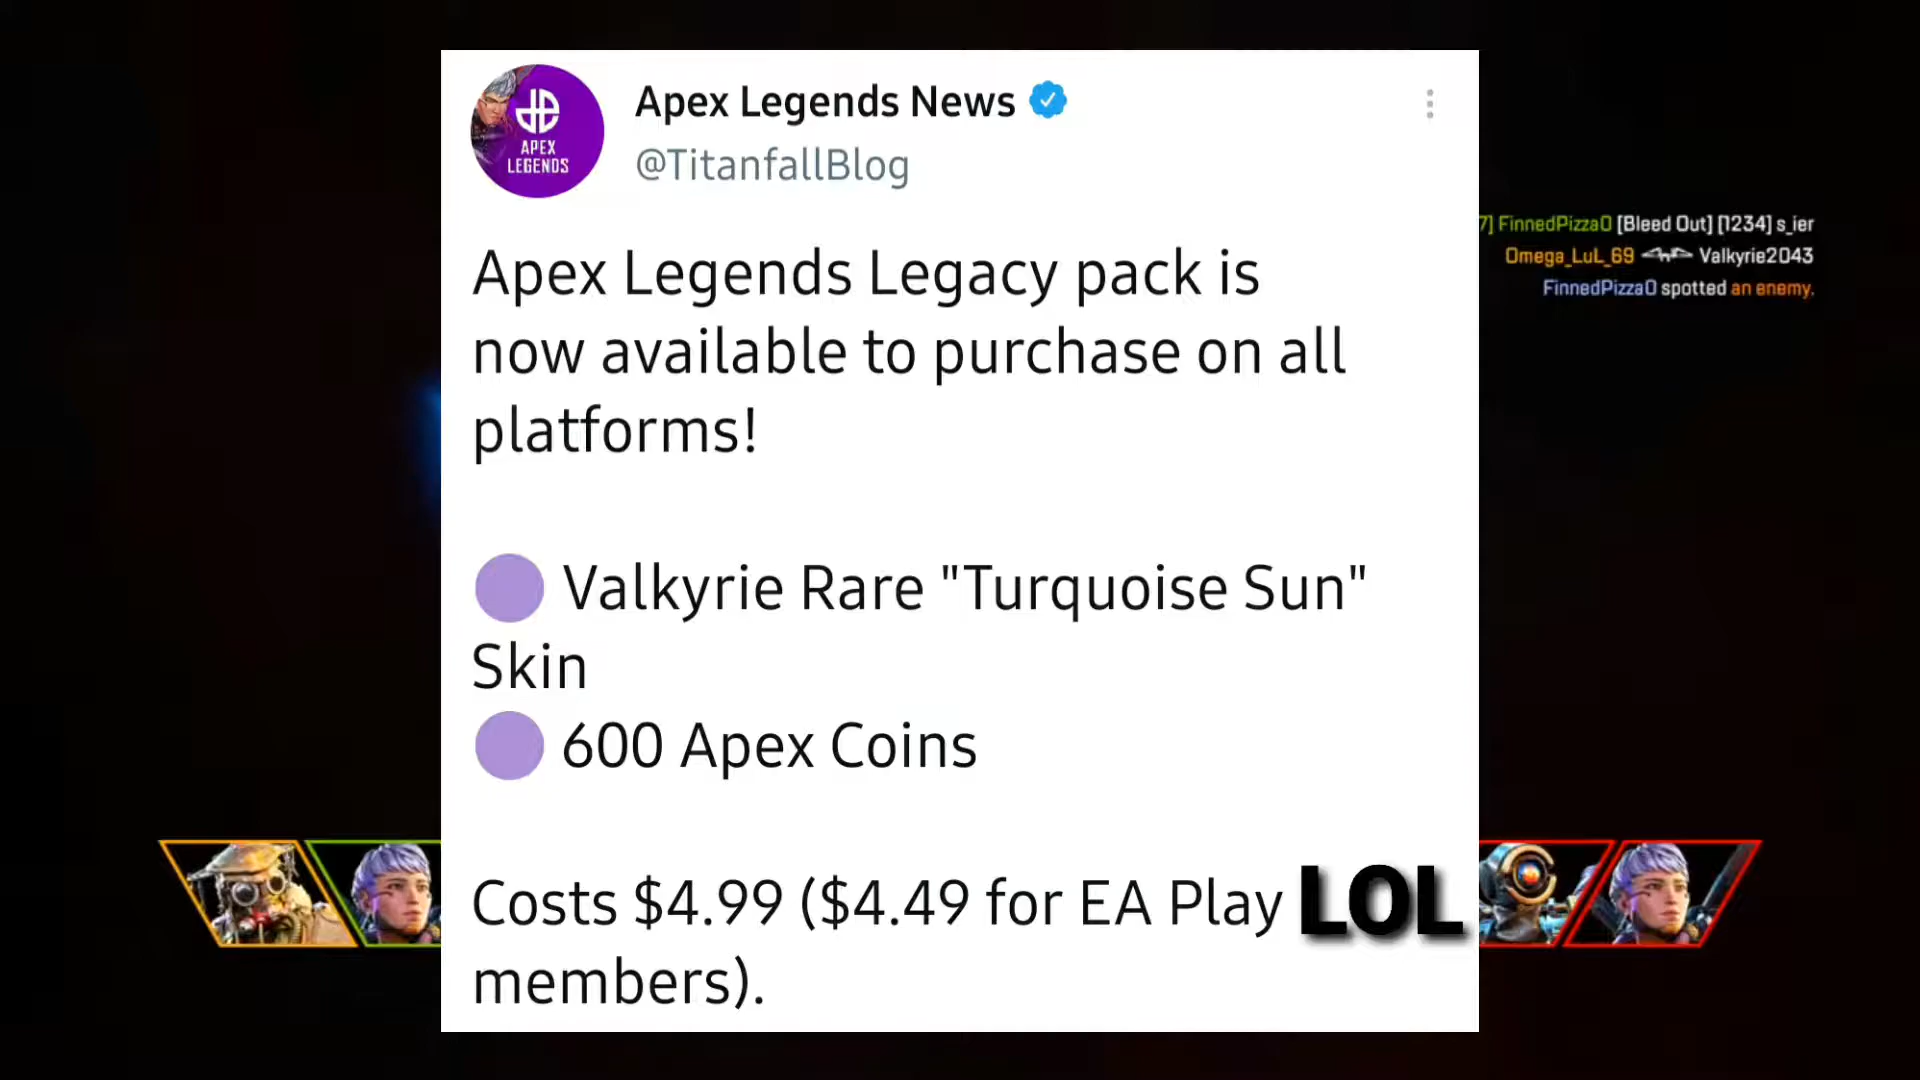 Apex Legends News
@TitanfallBlog
APEX
LEGENDS
7] FinnedPizza0 [Bleed Out] [1234] s_ier
Omega_LuL_69 Valkyrie2043
FinnedPizza0 spotted an enemy.
Apex Legends Legacy pack is
now available to purchase on all
platforms!
Valkyrie Rare "Turquoise Sun"
Skin
600 Apex Coins
Costs $4.99 ($4.49 for EA Play LOL
members).